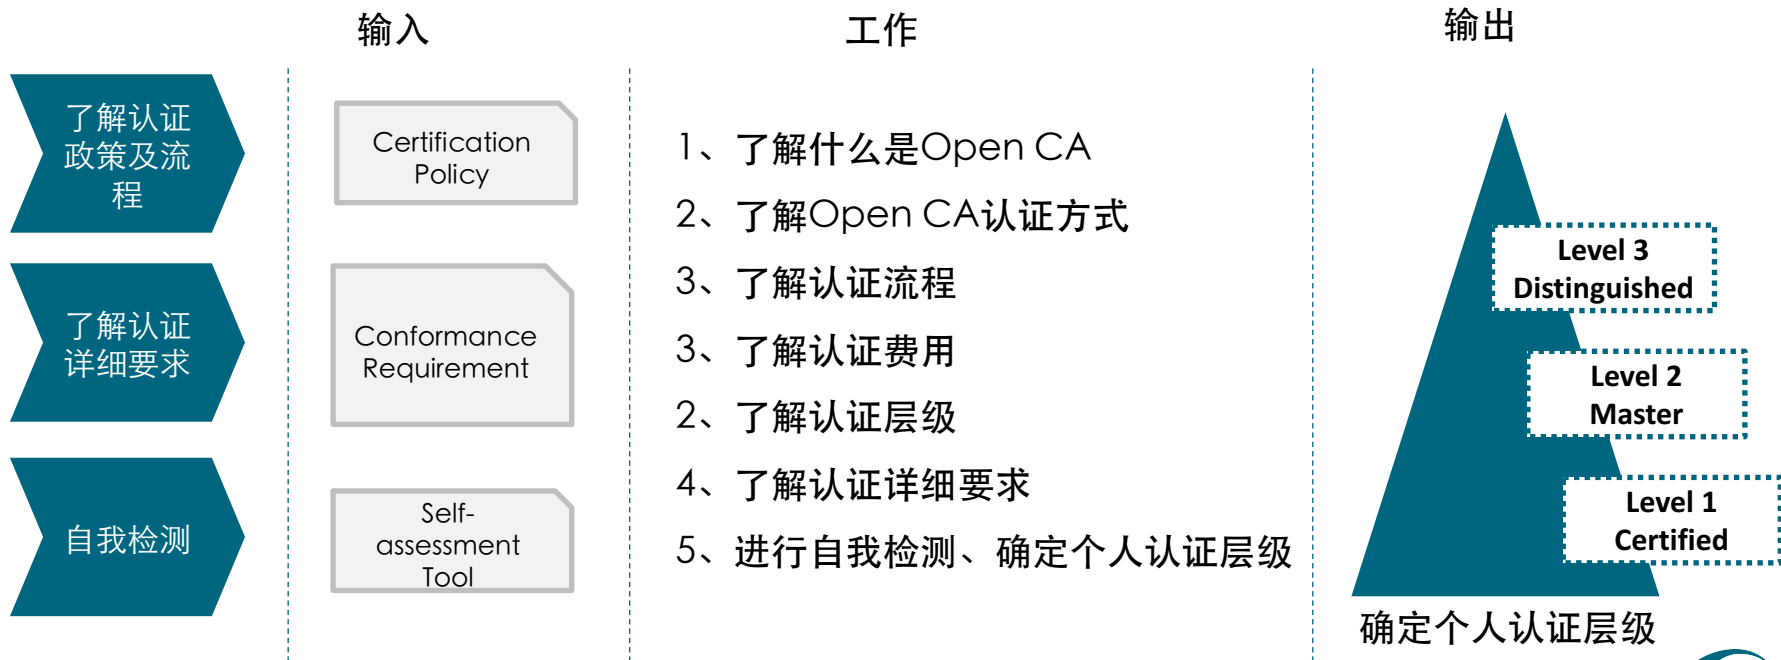 输入
工作
输出
了解认证
政策及流
程
了解认证
详细要求
自我检测
Certification
Policy
Conformance
Requirement
Self-
assessment
Tool
1、了解什么是Open CA
2、了解Open CA认证方式
3、了解认证流程
3、了解认证费用
2、了解认证层级
4、了解认证详细要求
5、进行自我检测、确定个人认证层级
Level 3
Distinguished
Level 2
Master
Level 1
Certified
确定个人认证层级